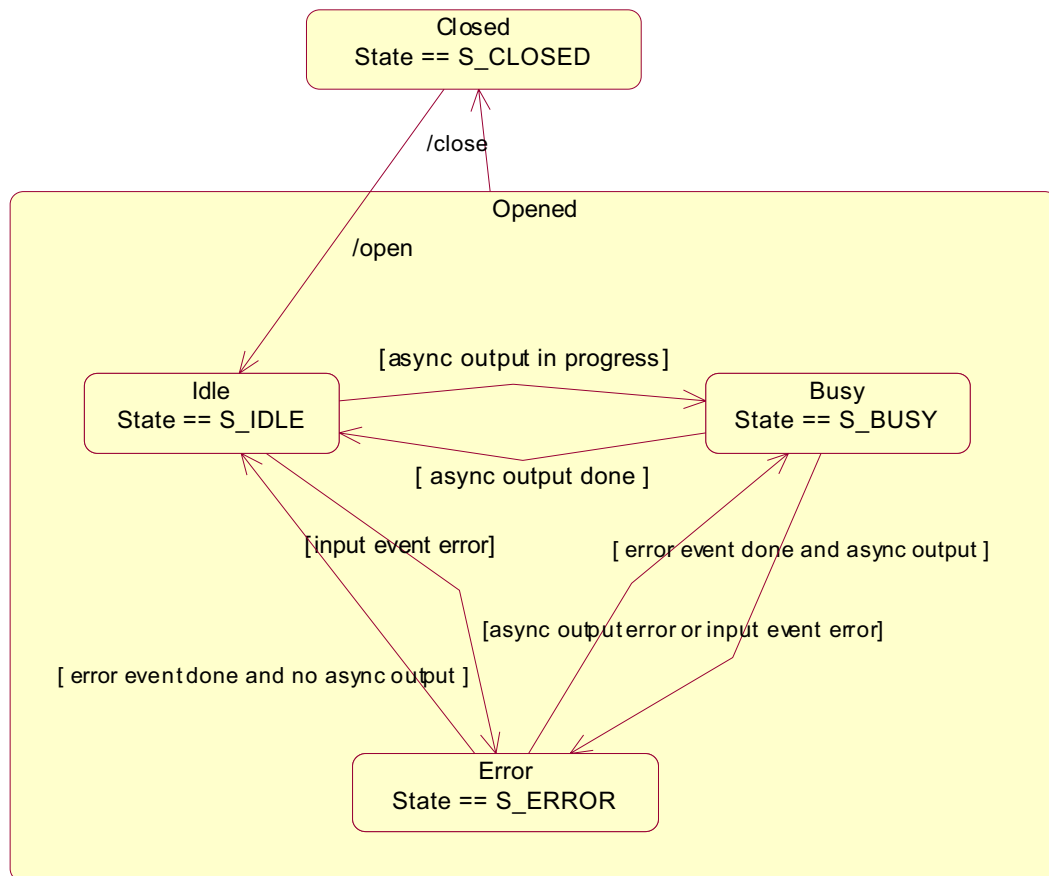 Closed
State == S_CLOSED
/close
Opened
/open
[async output in progress]
Idle
State == S_IDLE
Busy
State == S_BUSY
[ async output done ]
[input event error]
[ error event done and async output ]
[async output error or input event error]
[ error event done and no async output ]
Error
State == S_ERROR